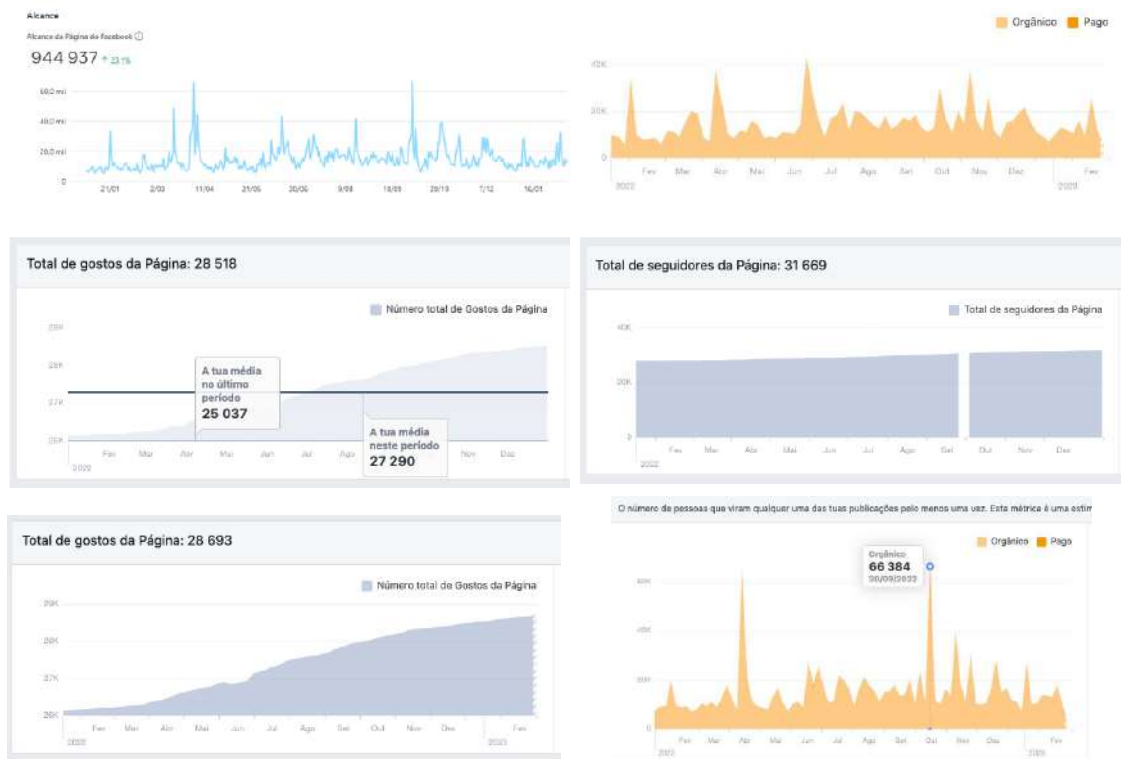 Alcance
Alcance da Página do Facebook
944 937 ↑ 23.1%
60,0 mil
40,0 mil
20,0 mil
0
21/01 2/03 11/04 21/05 30/06 9/08 18/09 28/10 7/12 16/01
Orgânico Pago
40K
20K
0
Fev Mar Abr Mai Jun Jul Ago Set Out Nov Dez Fev
2022 2023
Total de gostos da Página: 28 518
Número total de Gostos da Página
29K
28K
27K
26K
A tua média
no último
período
25 037
A tua média
neste período
27 290
Fev Mar Abr Mai Jun Jul Ago Nov Dez
2022
Total de seguidores da Página: 31 669
Total de seguidores da Página
40K
20K
0
Fev Mar Abr Mai Jun Jul Ago Set Out Nov Dez
2022
Total de gostos da Página: 28 693
Número total de Gostos da Página
29K
28K
27K
26K
Fev Mar Abr Mai Jun Jul Ago Set Out Nov Dez Fev
2022 2023
O número de pessoas que viram qualquer uma das tuas publicações pelo menos uma vez. Esta métrica é uma estim
Orgânico Pago
Orgânico
66 384
20/09/2022
60K
40K
20K
0
Fev Mar Abr Mai Jun Jul Ago Set Out Nov Dez Fev
2022 2023